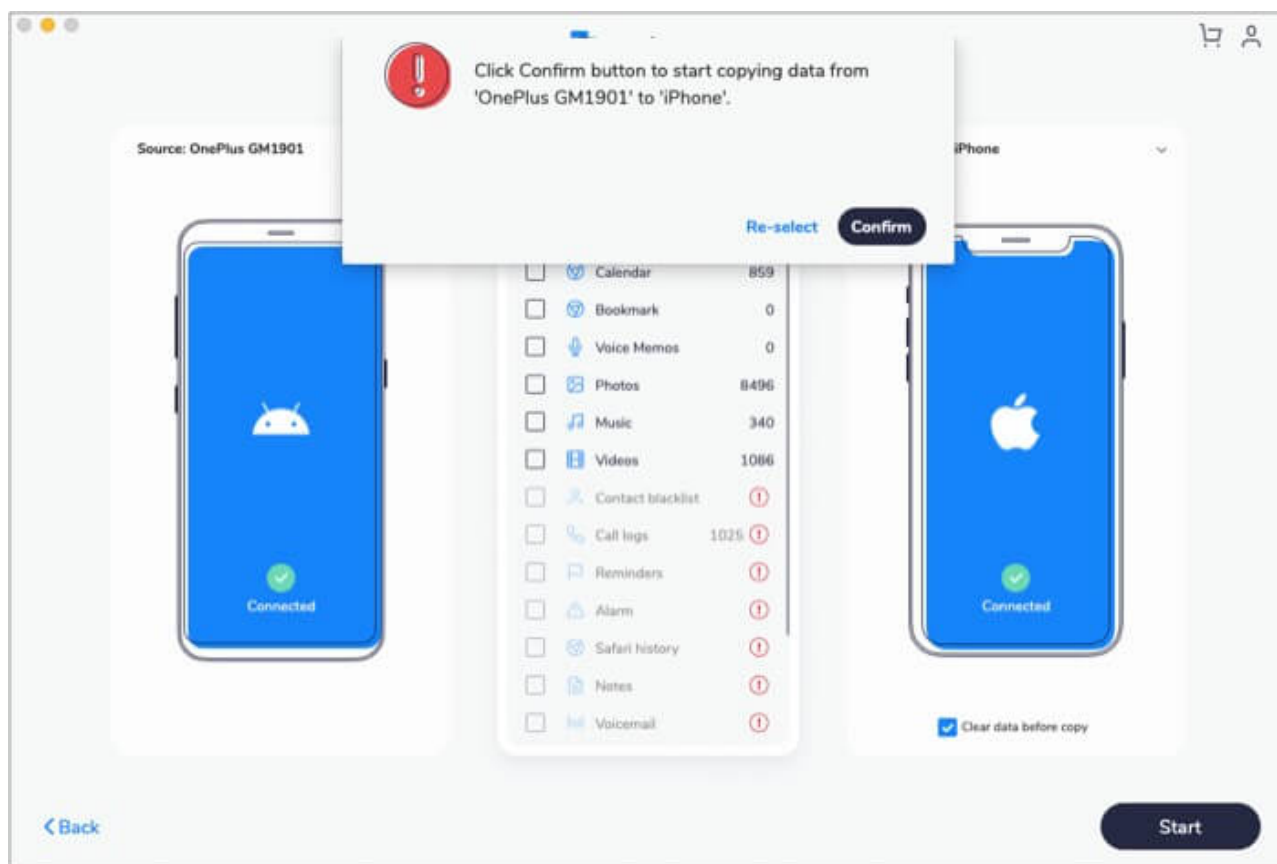 Click Confirm button to start copying data from
'OnePlus GM1901' to 'iPhone'.
Re-select
Confirm
Source: OnePlus GM1901
iPhone
Calendar 859
Bookmark 0
Voice Memos 0
Photos 8496
Music 340
Videos 1086
Contact blacklist
Call logs 1025
Reminders
Alarm
Safari history
Notes
Voicemail
Connected
Connected
Clear data before copy
Back
Start